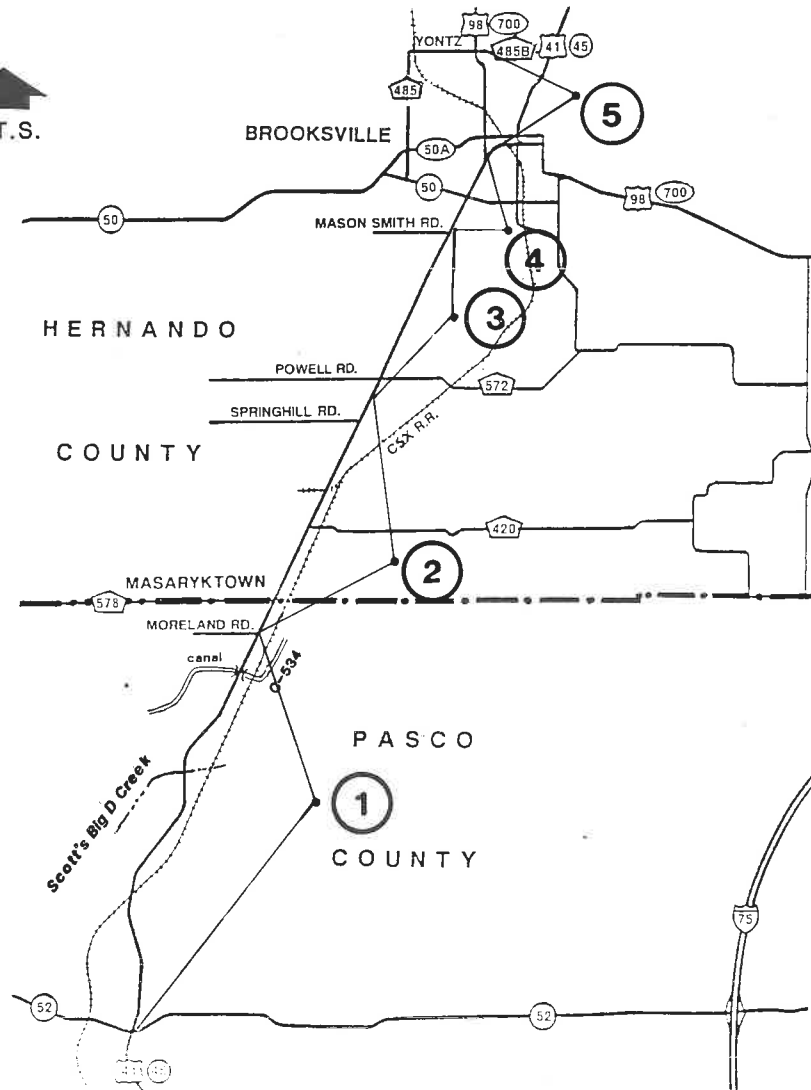 98 700
YONTZ
485B 41 45
485
T.S.
5
BROOKSVILLE
50A
50
50
98 700
MASON SMITH RD.
4
3
HERNANDO
POWELL RD.
572
SPRINGHILL RD.
CSX R.R.
COUNTY
420
2
MASARYKTOWN
578
MORELAND RD.
canal
O-534
PASCO
Scott's Big D Creek
1
COUNTY
75
52
52
41 45